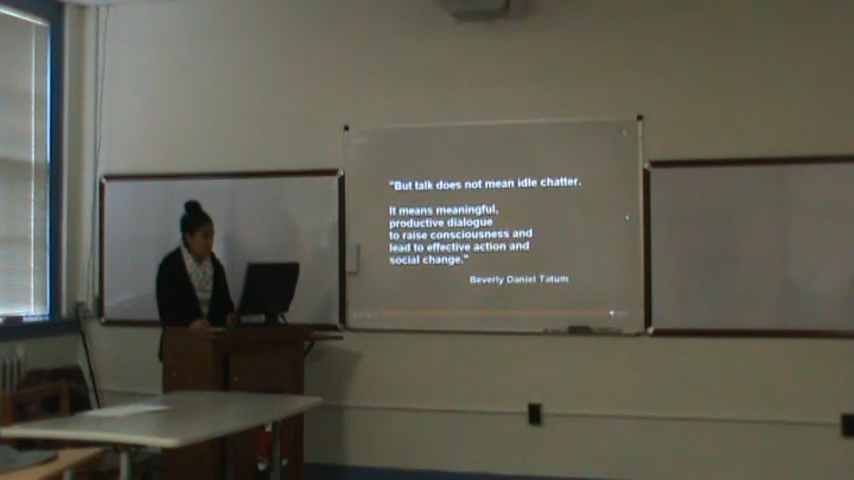 "But talk does not mean idle chatter.
It means meaningful,
productive dialogue
to raise consciousness and
lead to effective action and
social change."
Beverly Daniel Tatum